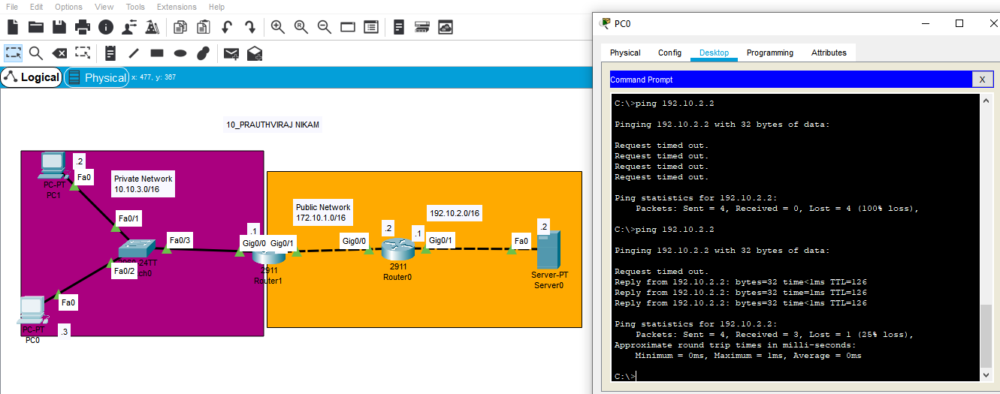 File Edit Options View Tools Extensions Help
Logical
Physical x: 477, y: 367
10_PRAUTHVIRAJ NIKAM
.2
Fa0
PC-PT
PC1
Private Network
10.10.3.0/16
Fa0/1
Fa0/3
Fa0/2
2960-24TT
Fa0
PC-PT
PC0
.3
.1
Gig0/0
Gig0/1
2911
Router1
Public Network
172.10.1.0/16
Gig0/0
.2
2911
Router0
.1
Gig0/1
192.10.2.0/16
Fa0
.2
Server-PT
Server0
PC0
Physical Config Desktop Programming Attributes
Command Prompt
X
C:\>ping 192.10.2.2
Pinging 192.10.2.2 with 32 bytes of data:
Request timed out.
Request timed out.
Request timed out.
Request timed out.
Ping statistics for 192.10.2.2:
Packets: Sent = 4, Received = 0, Lost = 4 (100% loss),
C:\>ping 192.10.2.2
Pinging 192.10.2.2 with 32 bytes of data:
Request timed out.
Reply from 192.10.2.2: bytes=32 time<1ms TTL=126
Reply from 192.10.2.2: bytes=32 time<1ms TTL=126
Reply from 192.10.2.2: bytes=32 time<1ms TTL=126
Ping statistics for 192.10.2.2:
Packets: Sent = 4, Received = 3, Lost = 1 (25% loss),
Approximate round trip times in milli-seconds:
Minimum = 0ms, Maximum = 1ms, Average = 0ms
C:\>